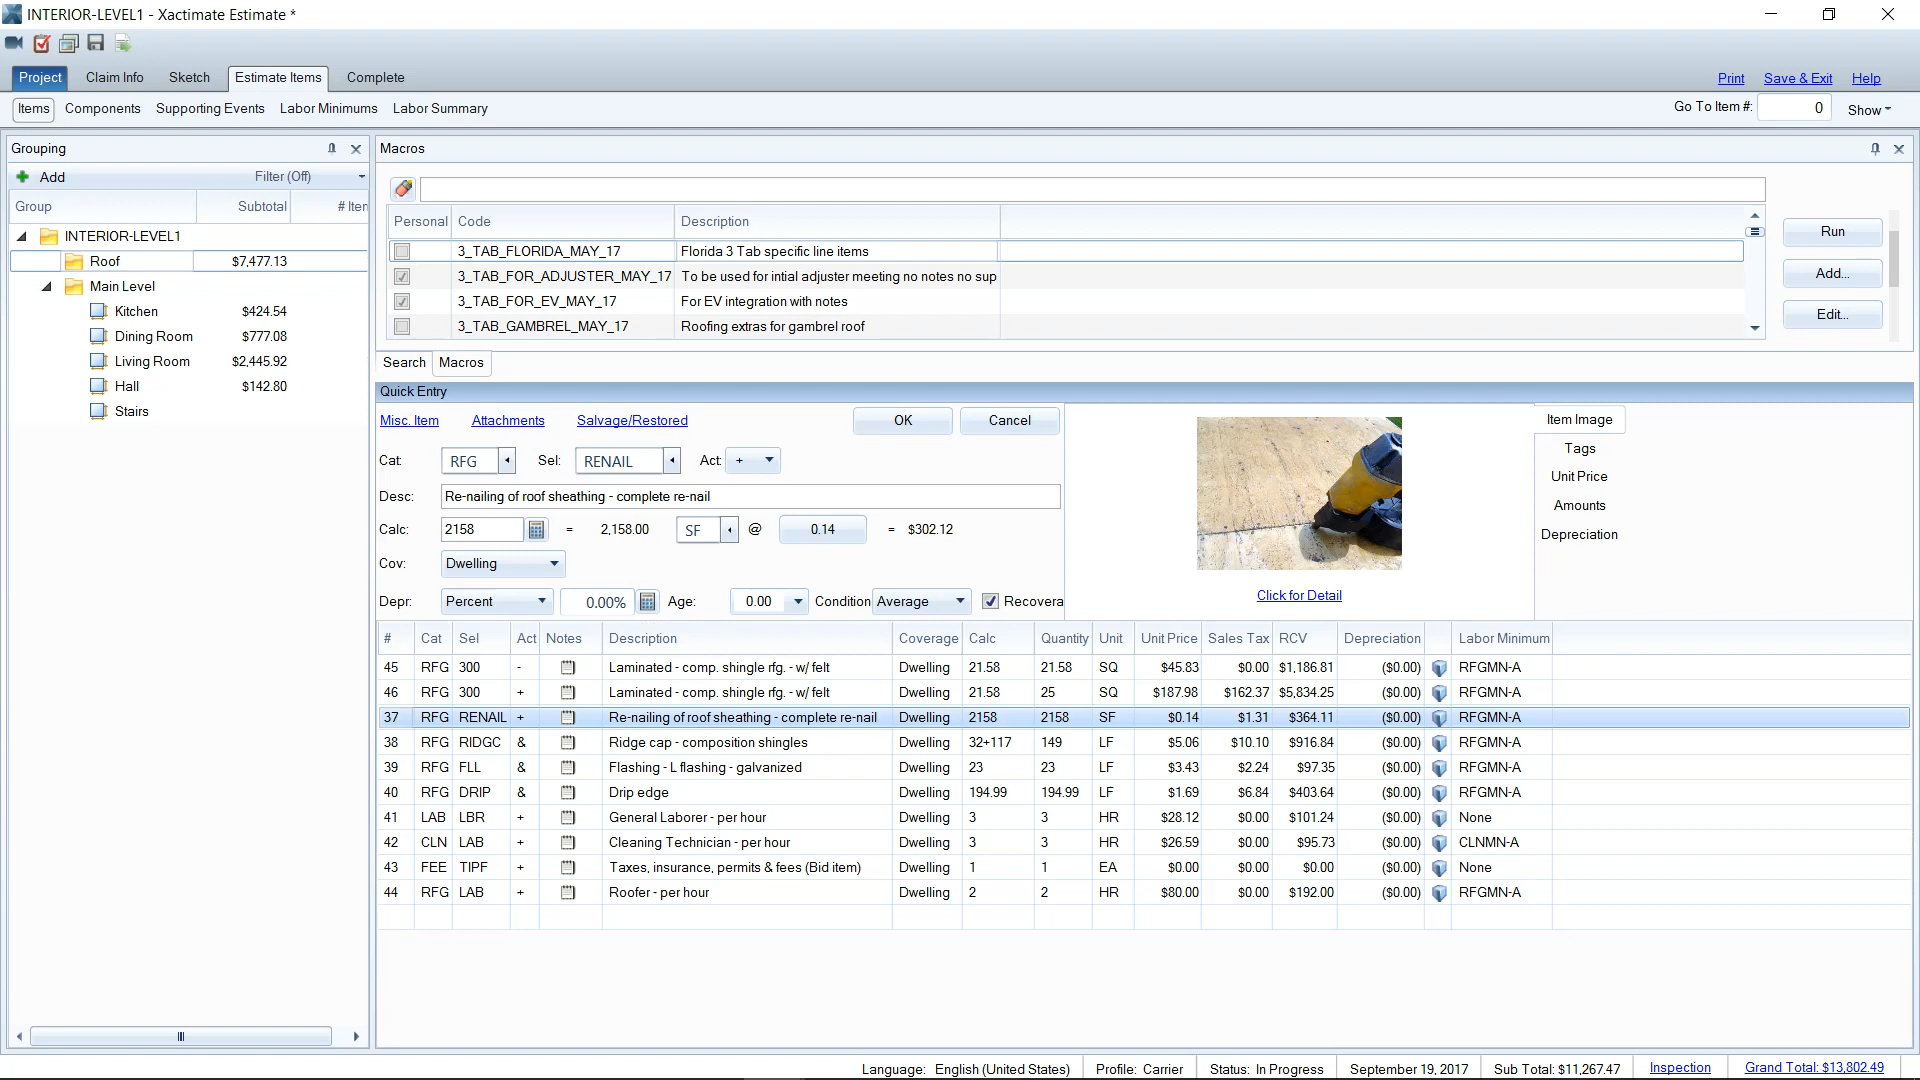 INTERIOR-LEVEL1 - Xactimate Estimate *
Project Claim Info Sketch Estimate Items Complete
Print Save & Exit Help
Items Components Supporting Events Labor Minimums Labor Summary
Go To Item #: 0 Show
Grouping
Add Filter (Off)
Group Subtotal # Iten
INTERIOR-LEVEL1
Roof $7,477.13
Main Level
Kitchen $424.54
Dining Room $777.08
Living Room $2,445.92
Hall $142.80
Stairs
Macros
Personal Code Description
3_TAB_FLORIDA_MAY_17 Florida 3 Tab specific line items
3_TAB_FOR_ADJUSTER_MAY_17 To be used for intial adjuster meeting no notes no sup
3_TAB_FOR_EV_MAY_17 For EV integration with notes
3_TAB_GAMBREL_MAY_17 Roofing extras for gambrel roof
Run
Add...
Edit...
Search Macros
Quick Entry
Misc. Item Attachments Salvage/Restored OK Cancel
Cat: RFG Sel: RENAIL Act: +
Desc: Re-nailing of roof sheathing - complete re-nail
Calc: 2158 = 2,158.00 SF @ 0.14 = $302.12
Cov: Dwelling
Depr: Percent 0.00% Age: 0.00 Condition Average Recovera
Click for Detail
Item Image
Tags
Unit Price
Amounts
Depreciation
# Cat Sel Act Notes Description Coverage Calc Quantity Unit Unit Price Sales Tax RCV Depreciation Labor Minimum
45 RFG 300 - Laminated - comp. shingle rfg. - w/ felt Dwelling 21.58 21.58 SQ $45.83 $0.00 $1,186.81 ($0.00) RFGMN-A
46 RFG 300 + Laminated - comp. shingle rfg. - w/ felt Dwelling 21.58 25 SQ $187.98 $162.37 $5,834.25 ($0.00) RFGMN-A
37 RFG RENAIL + Re-nailing of roof sheathing - complete re-nail Dwelling 2158 2158 SF $0.14 $1.31 $364.11 ($0.00) RFGMN-A
38 RFG RIDGC & Ridge cap - composition shingles Dwelling 32+117 149 LF $5.06 $10.10 $916.84 ($0.00) RFGMN-A
39 RFG FLL & Flashing - L flashing - galvanized Dwelling 23 23 LF $3.43 $2.24 $97.35 ($0.00) RFGMN-A
40 RFG DRIP & Drip edge Dwelling 194.99 194.99 LF $1.69 $6.84 $403.64 ($0.00) RFGMN-A
41 LAB LBR + General Laborer - per hour Dwelling 3 3 HR $28.12 $0.00 $101.24 ($0.00) None
42 CLN LAB + Cleaning Technician - per hour Dwelling 3 3 HR $26.59 $0.00 $95.73 ($0.00) CLNMN-A
43 FEE TIPF + Taxes, insurance, permits & fees (Bid item) Dwelling 1 1 EA $0.00 $0.00 $0.00 ($0.00) None
44 RFG LAB + Roofer - per hour Dwelling 2 2 HR $80.00 $0.00 $192.00 ($0.00) RFGMN-A
Language: English (United States) Profile: Carrier Status: In Progress September 19, 2017 Sub Total: $11,267.47 Inspection Grand Total: $13,802.49